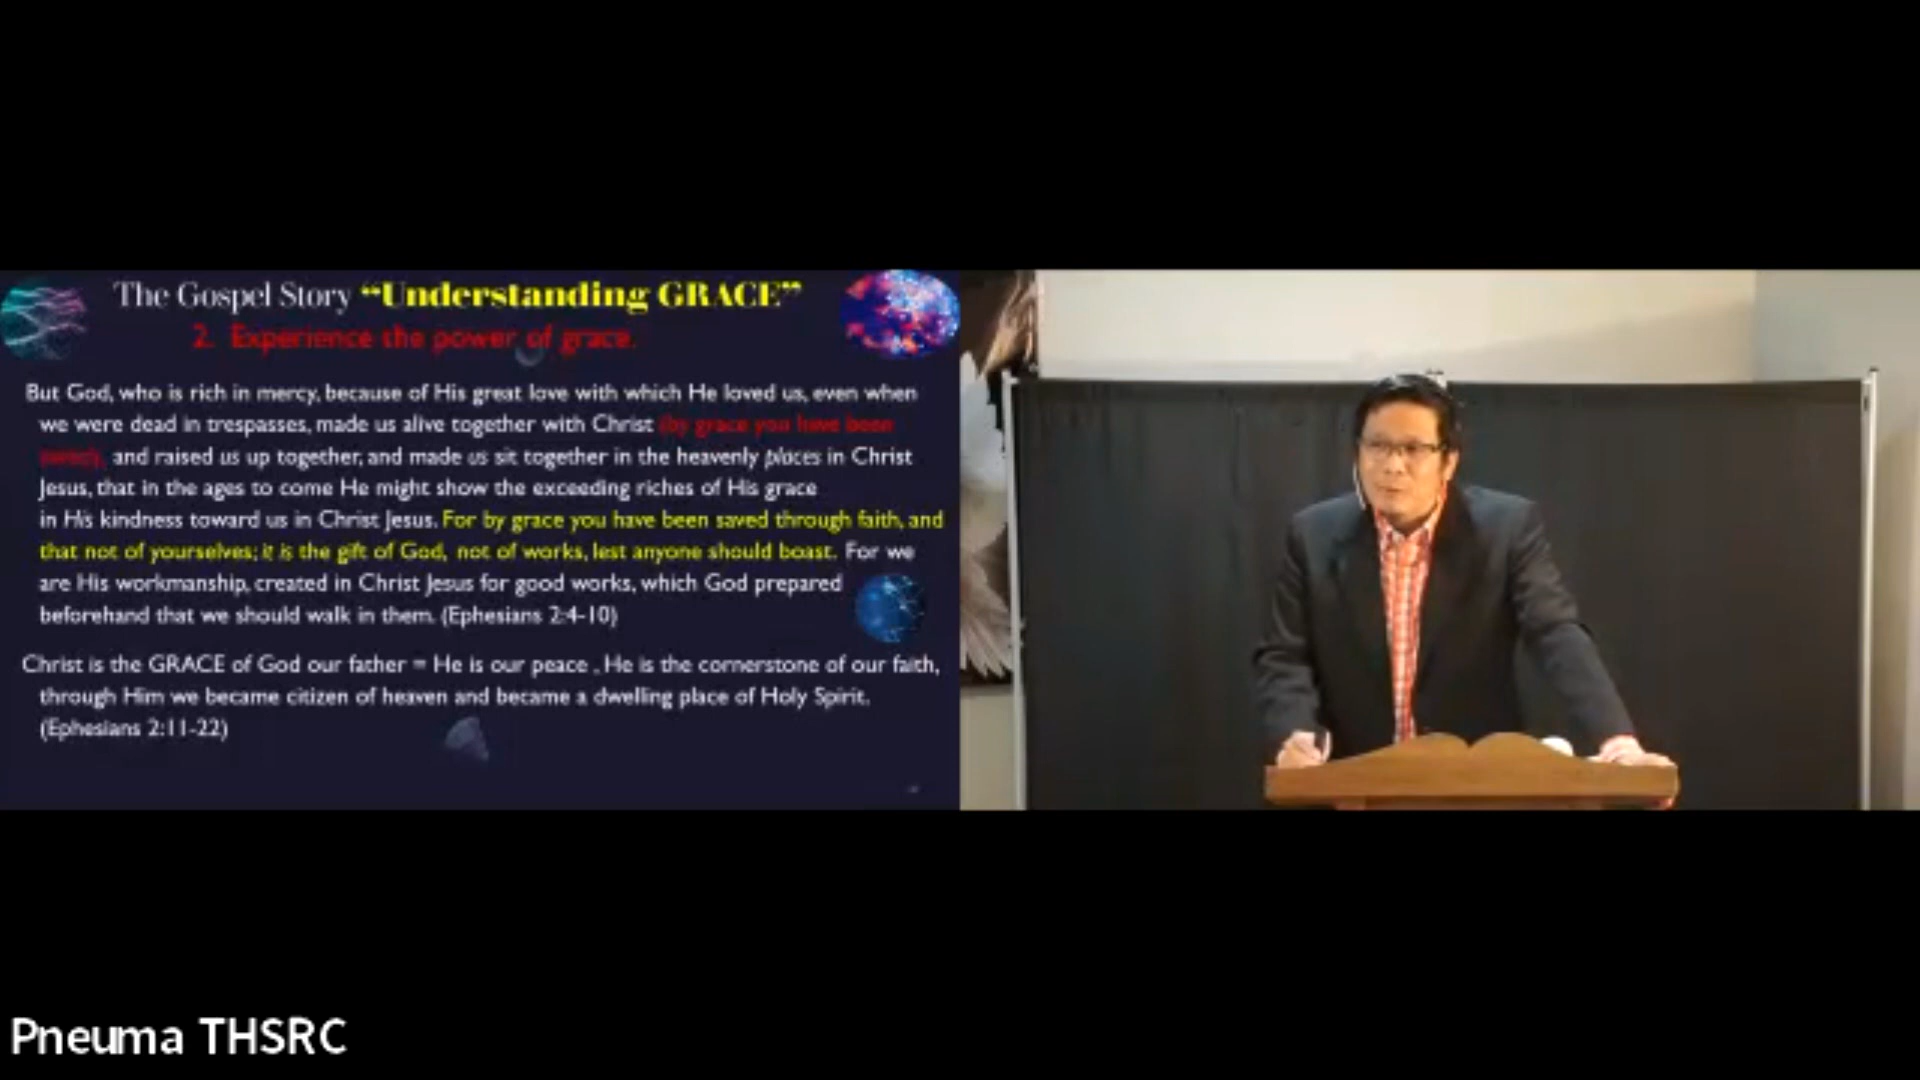 The Gospel Story “Understanding GRACE”
2. Experience the power of grace.
But God, who is rich in mercy, because of His great love with which He loved us, even when
we were dead in trespasses, made us alive together with Christ (by grace you have been
saved), and raised us up together, and made us sit together in the heavenly places in Christ
Jesus, that in the ages to come He might show the exceeding riches of His grace
in His kindness toward us in Christ Jesus. For by grace you have been saved through faith, and
that not of yourselves; it is the gift of God, not of works, lest anyone should boast. For we
are His workmanship, created in Christ Jesus for good works, which God prepared
beforehand that we should walk in them. (Ephesians 2:4-10)
Christ is the GRACE of God our father = He is our peace , He is the cornerstone of our faith,
through Him we became citizen of heaven and became a dwelling place of Holy Spirit.
(Ephesians 2:11-22)
Pneuma THSRC